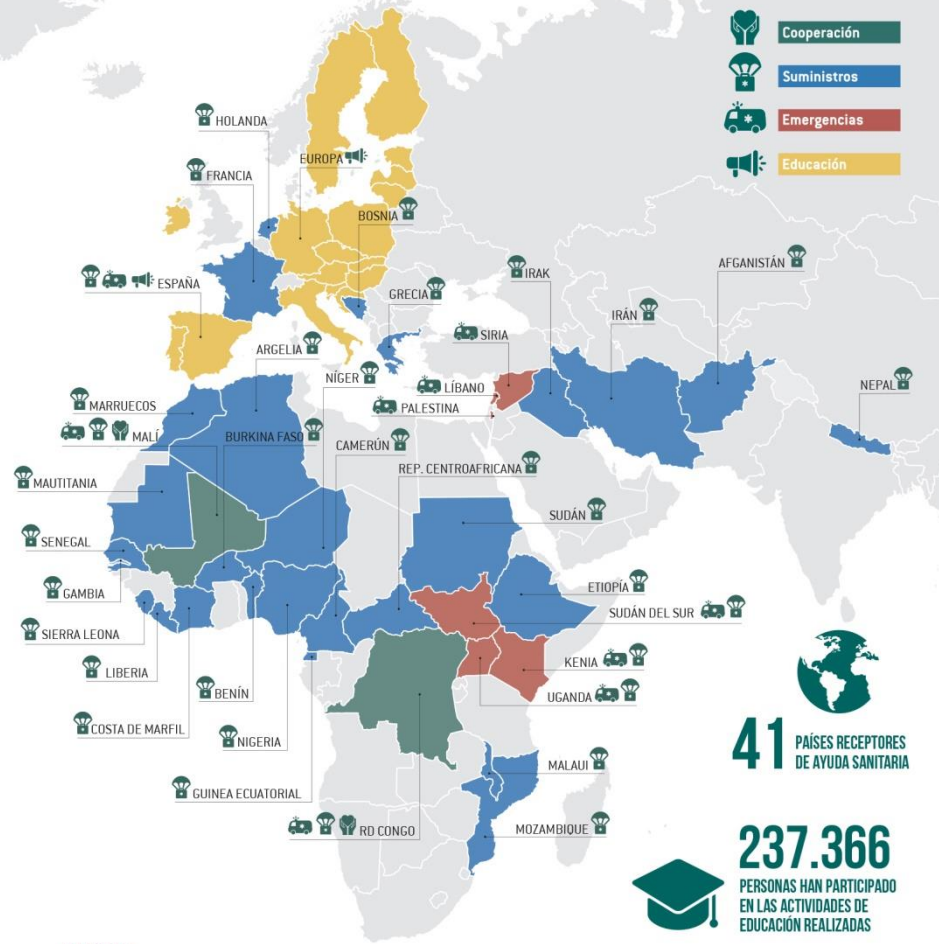 Cooperación
Suministros
Emergencias
Educación
HOLANDA
EUROPA
FRANCIA
BOSNIA
ESPAÑA
GRECIA
IRAK
AFGANISTÁN
IRÁN
SIRIA
ARGELIA
NÍGER
LÍBANO
NEPAL
MARRUECOS
PALESTINA
MALÍ
BURKINA FASO
CAMERÚN
REP. CENTROAFRICANA
MAUTITANIA
SUDÁN
SENEGAL
ETIOPÍA
GAMBIA
SUDÁN DEL SUR
SIERRA LEONA
KENIA
LIBERIA
BENÍN
UGANDA
COSTA DE MARFIL
NIGERIA
MALAUI
GUINEA ECUATORIAL
RD CONGO
MOZAMBIQUE
41
PAÍSES RECEPTORES
DE AYUDA SANITARIA
237.366
PERSONAS HAN PARTICIPADO
EN LAS ACTIVIDADES DE
EDUCACIÓN REALIZADAS